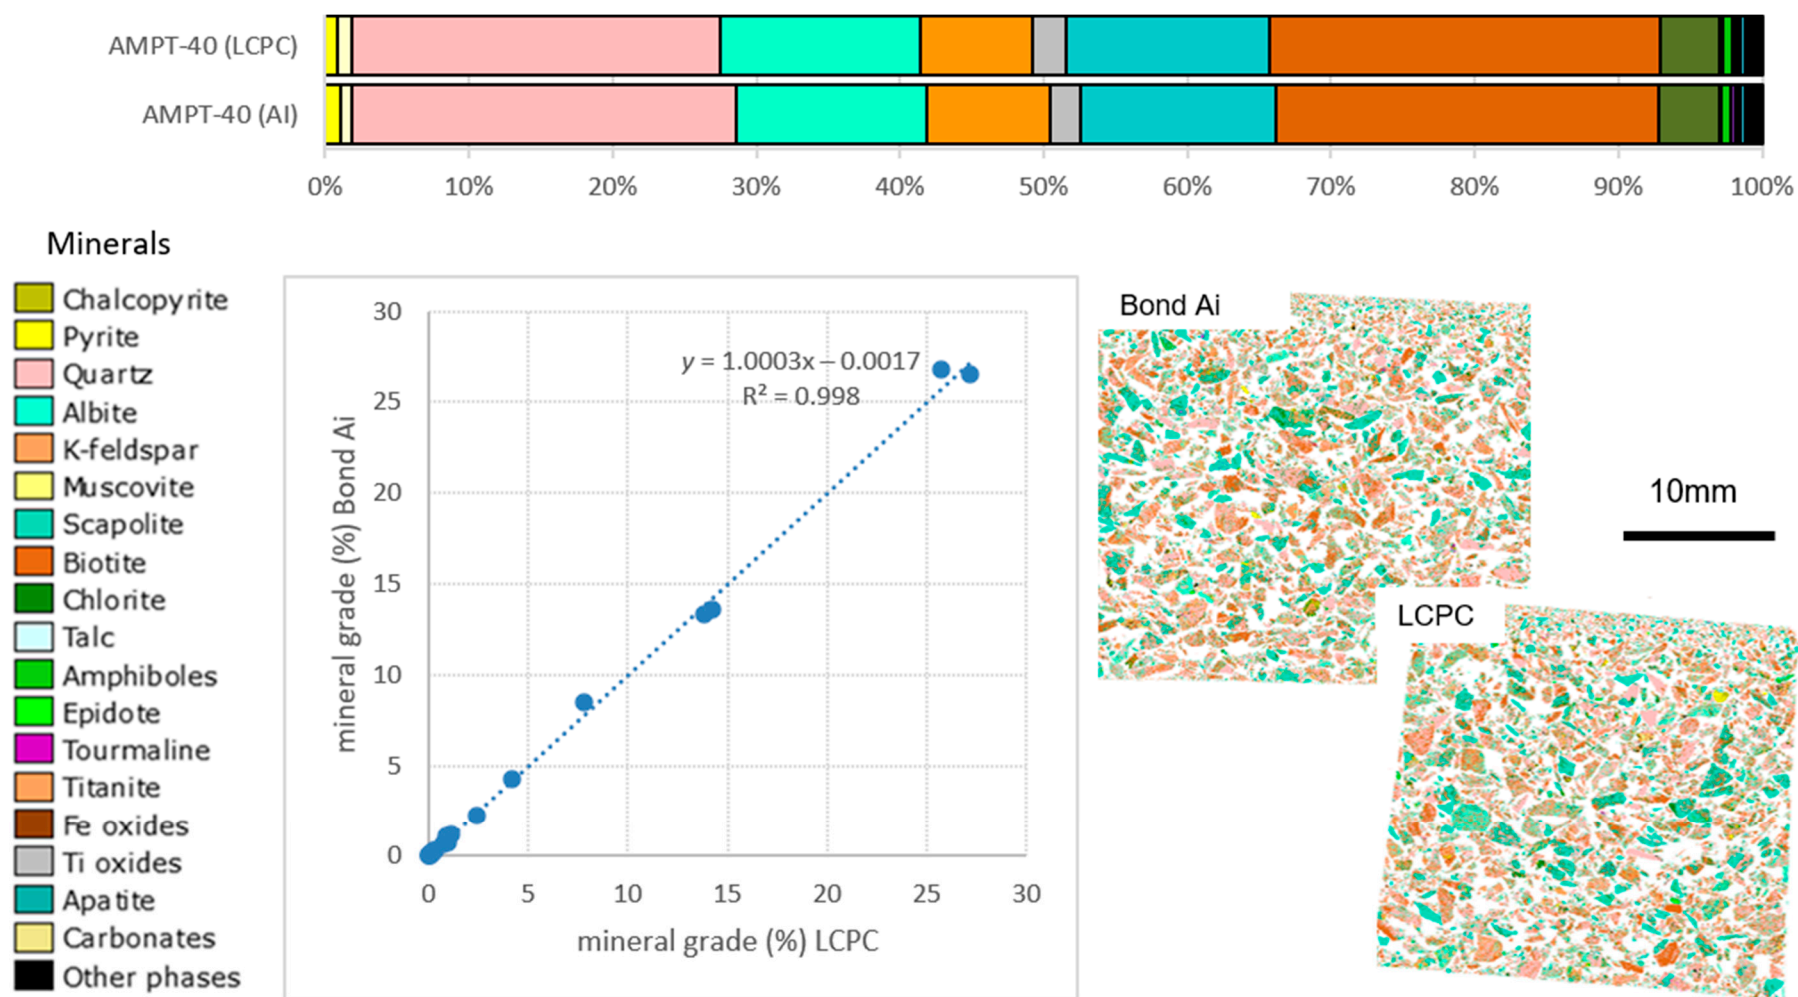 AMPT-40 (LCPC)
AMPT-40 (AI)
0% 10% 20% 30% 40% 50% 60% 70% 80% 90% 100%
Minerals
Chalcopyrite
Pyrite
Quartz
Albite
K-feldspar
Muscovite
Scapolite
Biotite
Chlorite
Talc
Amphiboles
Epidote
Tourmaline
Titanite
Fe oxides
Ti oxides
Apatite
Carbonates
Other phases
mineral grade (%) Bond Ai
30
25
20
15
10
5
0
y = 1.0003x – 0.0017
R² = 0.998
0 5 10 15 20 25 30
mineral grade (%) LCPC
Bond Ai
10mm
LCPC